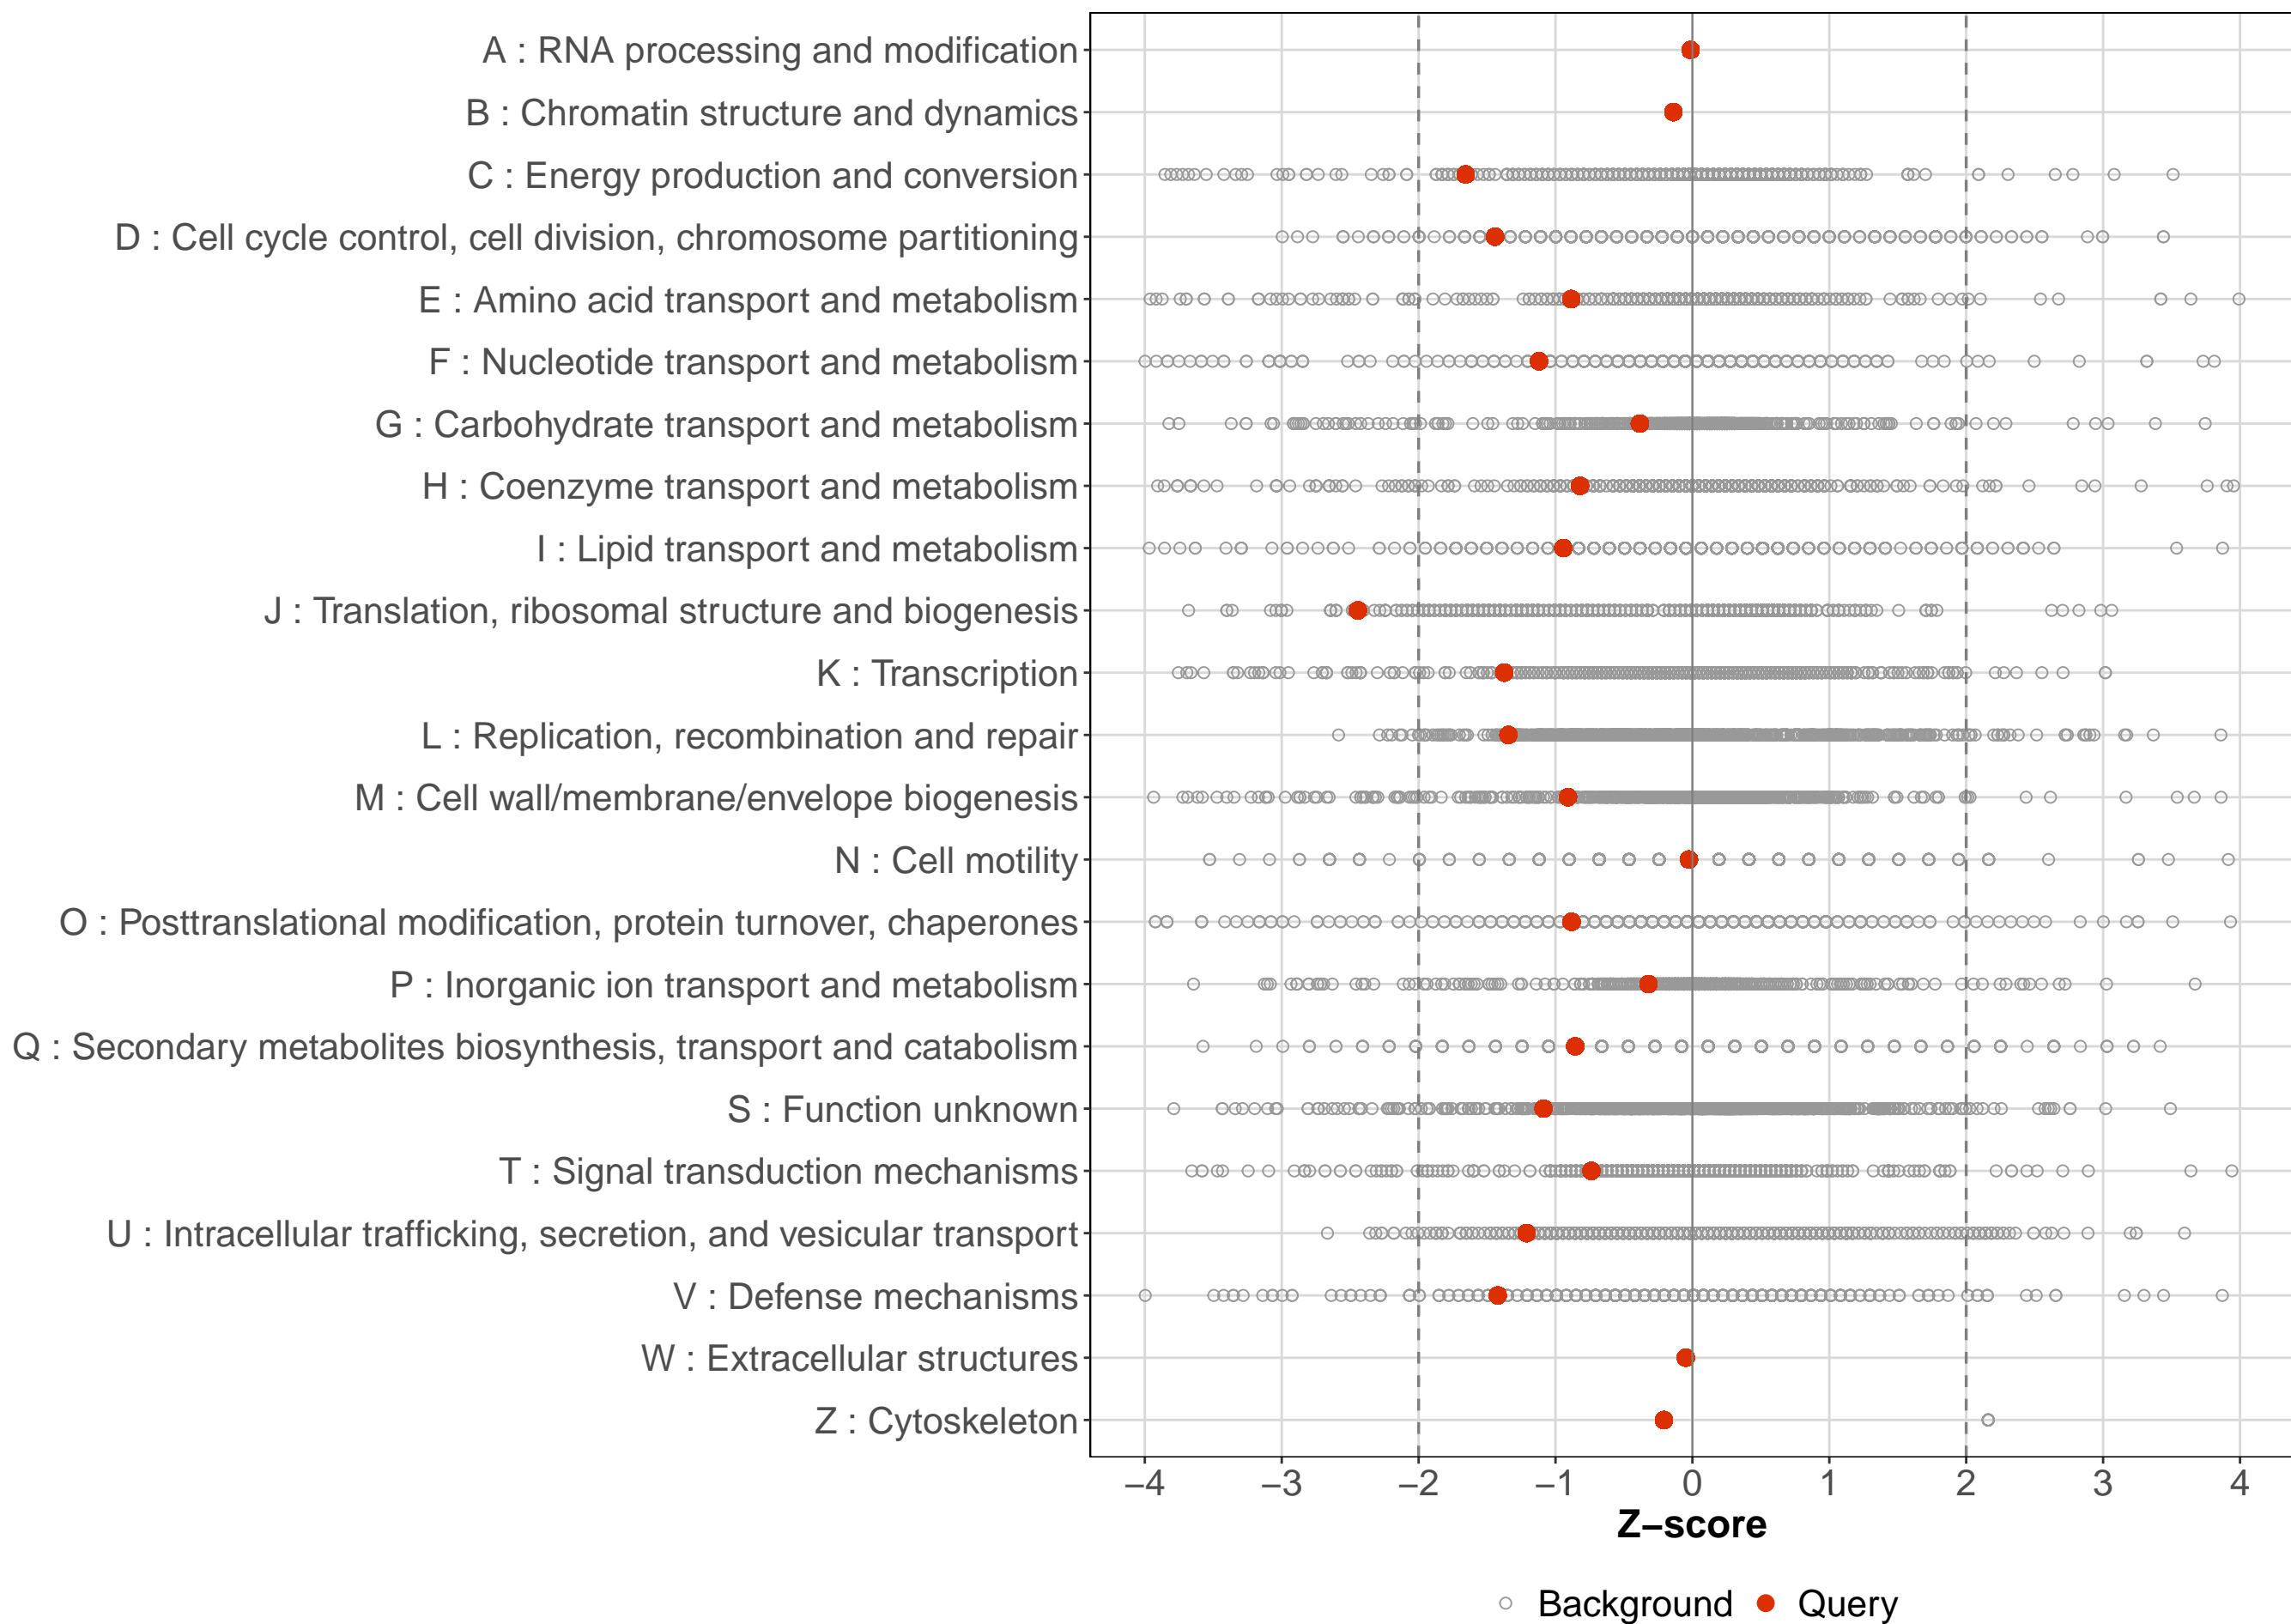 A : RNA processing and modification
B : Chromatin structure and dynamics
C : Energy production and conversion
D : Cell cycle control, cell division, chromosome partitioning
E : Amino acid transport and metabolism
F : Nucleotide transport and metabolism
G : Carbohydrate transport and metabolism
H : Coenzyme transport and metabolism
I : Lipid transport and metabolism
J : Translation, ribosomal structure and biogenesis
K : Transcription
L : Replication, recombination and repair
M : Cell wall/membrane/envelope biogenesis
N : Cell motility
O : Posttranslational modification, protein turnover, chaperones
P : Inorganic ion transport and metabolism
Q : Secondary metabolites biosynthesis, transport and catabolism
S : Function unknown
T : Signal transduction mechanisms
U : Intracellular trafficking, secretion, and vesicular transport
V : Defense mechanisms
W : Extracellular structures
Z : Cytoskeleton
−4 −3 −2 −1 0 1 2 3 4
Z−score
Background Query